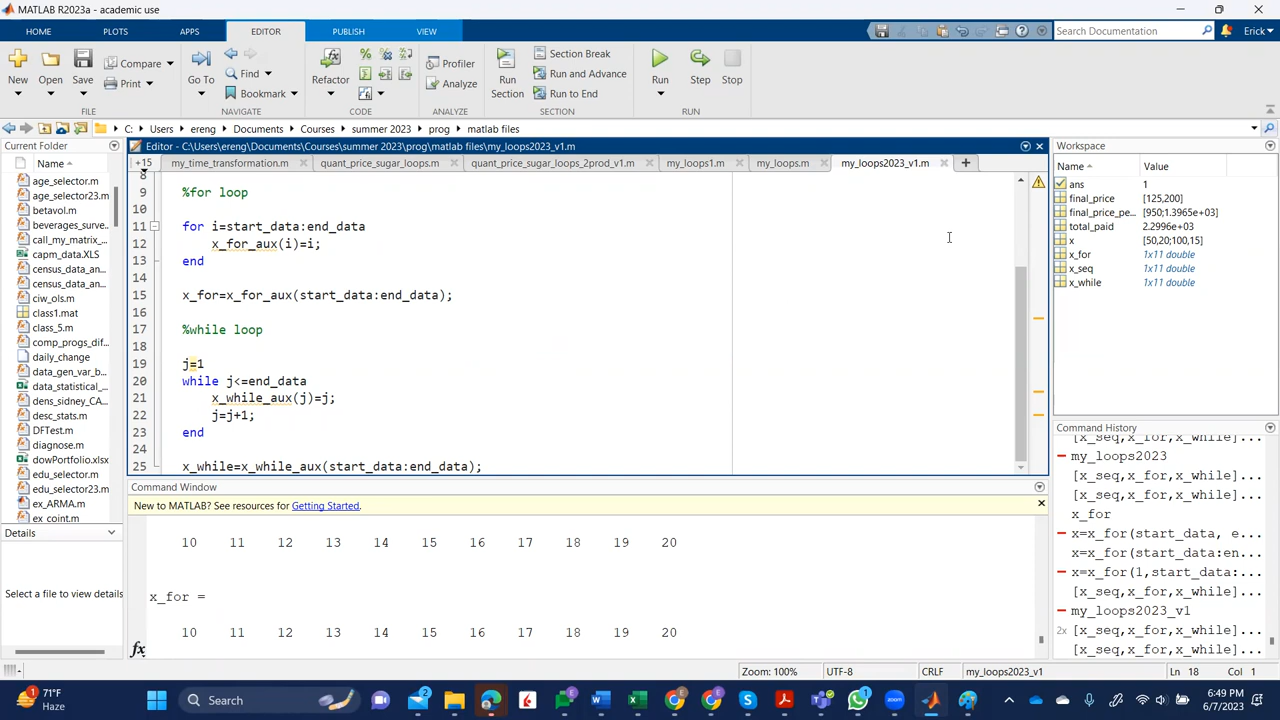 MATLAB R2023a - academic use
HOME PLOTS APPS EDITOR PUBLISH VIEW
Search Documentation
Erick
New Open Save
Compare
Print
Go To
Find
Bookmark
Refactor
Profiler
Analyze
Run Section
Section Break
Run and Advance
Run to End
Run Step Stop
FILE NAVIGATE CODE ANALYZE SECTION RUN
C: Users ereng Documents Courses summer 2023 prog matlab files
Current Folder
Name
age_selector.m
age_selector23.m
betavol.m
beverages_surve...
call_my_matrix_...
capm_data.XLS
census_data_an...
census_data_an...
ciw_ols.m
class1.mat
class_5.m
comp_progs_dif...
daily_change
data_gen_var_b...
data_statistical_...
dens_sidney_CA...
desc_stats.m
DFTest.m
diagnose.m
dowPortfolio.xlsx
edu_selector.m
edu_selector23.m
ex_ARMA.m
ex_coint.m
Details
Select a file to view details
Editor - C:\Users\ereng\Documents\Courses\summer 2023\prog\matlab files\my_loops2023_v1.m
+15 my_time_transformation.m quant_price_sugar_loops.m quant_price_sugar_loops_2prod_v1.m my_loops1.m my_loops.m my_loops2023_v1.m
8
9 %for loop
10
11 for i=start_data:end_data
12 x_for_aux(i)=i;
13 end
14
15 x_for=x_for_aux(start_data:end_data);
16
17 %while loop
18
19 j=1
20 while j<=end_data
21 x_while_aux(j)=j;
22 j=j+1;
23 end
24
25 x_while=x_while_aux(start_data:end_data);
Command Window
New to MATLAB? See resources for Getting Started.
10 11 12 13 14 15 16 17 18 19 20
x_for =
10 11 12 13 14 15 16 17 18 19 20
fx
Workspace
Name Value
ans 1
final_price [125,200]
final_price_pe... [950;1.3965e+03]
total_paid 2.2996e+03
x [50,20;100,15]
x_for 1x11 double
x_seq 1x11 double
x_while 1x11 double
Command History
[x_seq,x_for,x_while]...
my_loops2023
[x_seq,x_for,x_while]...
[x_seq,x_for,x_while]...
x_for
x=x_for(start_data, e...
x=x_for(start_data:en...
x=x_for(1,start_data:...
[x_seq,x_for,x_while]...
my_loops2023_v1
2x [x_seq,x_for,x_while]...
[x_seq,x_for,x_while]...
Zoom: 100% UTF-8 CRLF my_loops2023_v1 Ln 18 Col 1
71°F
Haze
Search
6:49 PM
6/7/2023